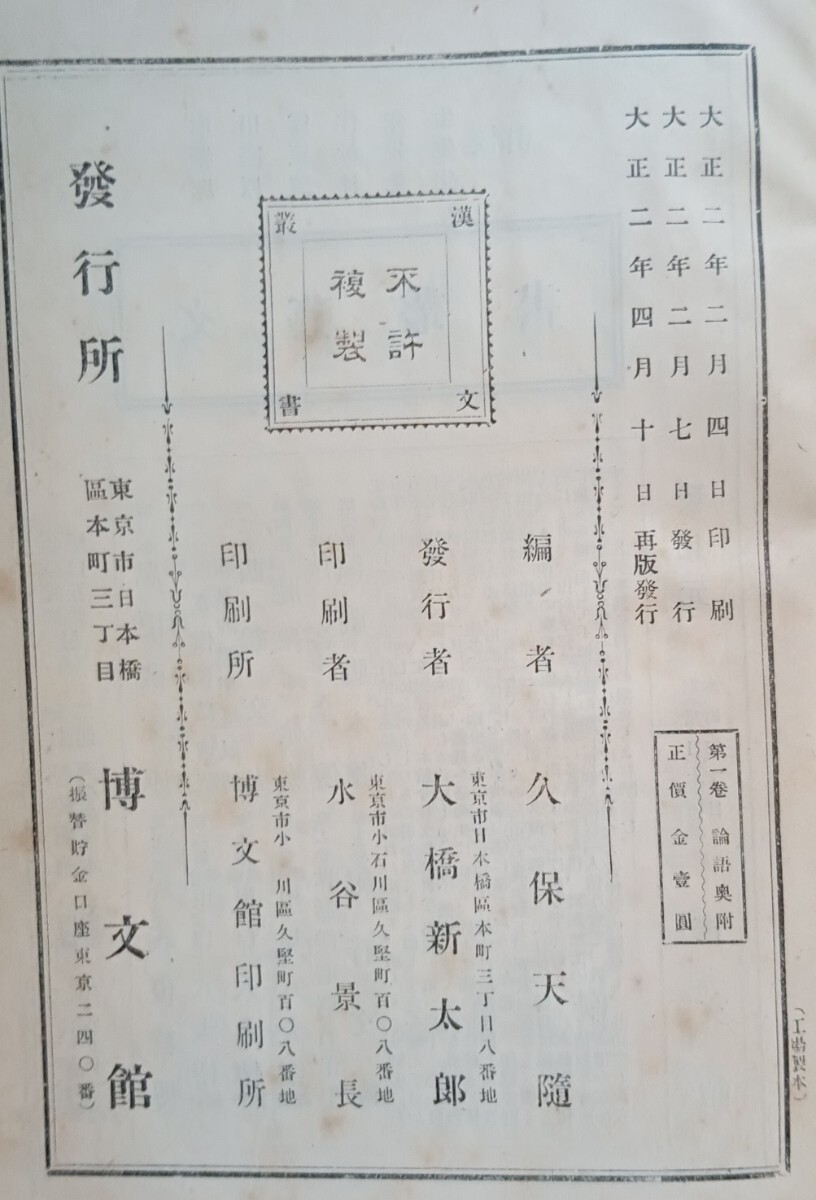 大正二年二月四日印刷
大正二年二月七日發行
大正二年四月十日再版發行
第一卷 論語奧附
正價金壹圓
編者 久保天隨
東京市日本橋區本町三丁目八番地
發行者 大橋新太郎
東京市小石川區久堅町百〇八番地
印刷者 水谷景長
東京市小 川區久堅町百〇八番地
印刷所 博文館印刷所
漢文叢書
不許
複製
發行所
東京市日本橋
區本町三丁目
博文館
(振替貯金口座東京二四〇番)
製本)